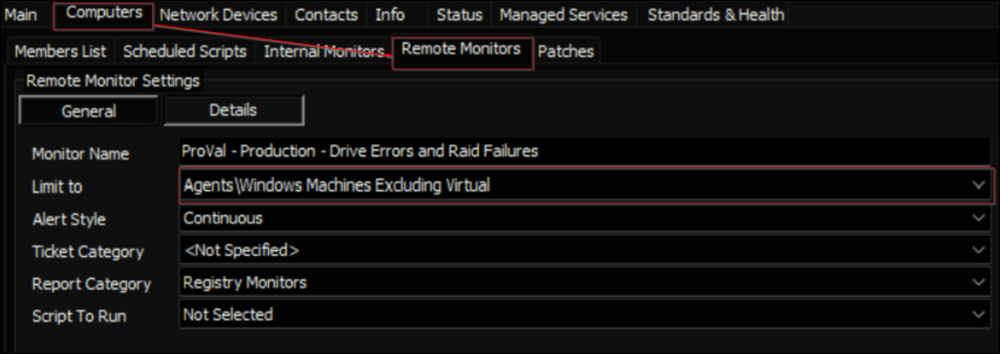 Main Computers Network Devices Contacts Info Status Managed Services Standards & Health
Members List Scheduled Scripts Internal Monitors Remote Monitors Patches
Remote Monitor Settings
General Details
Monitor Name ProVal - Production - Drive Errors and Raid Failures
Limit to Agents\Windows Machines Excluding Virtual
Alert Style Continuous
Ticket Category <Not Specified>
Report Category Registry Monitors
Script To Run Not Selected